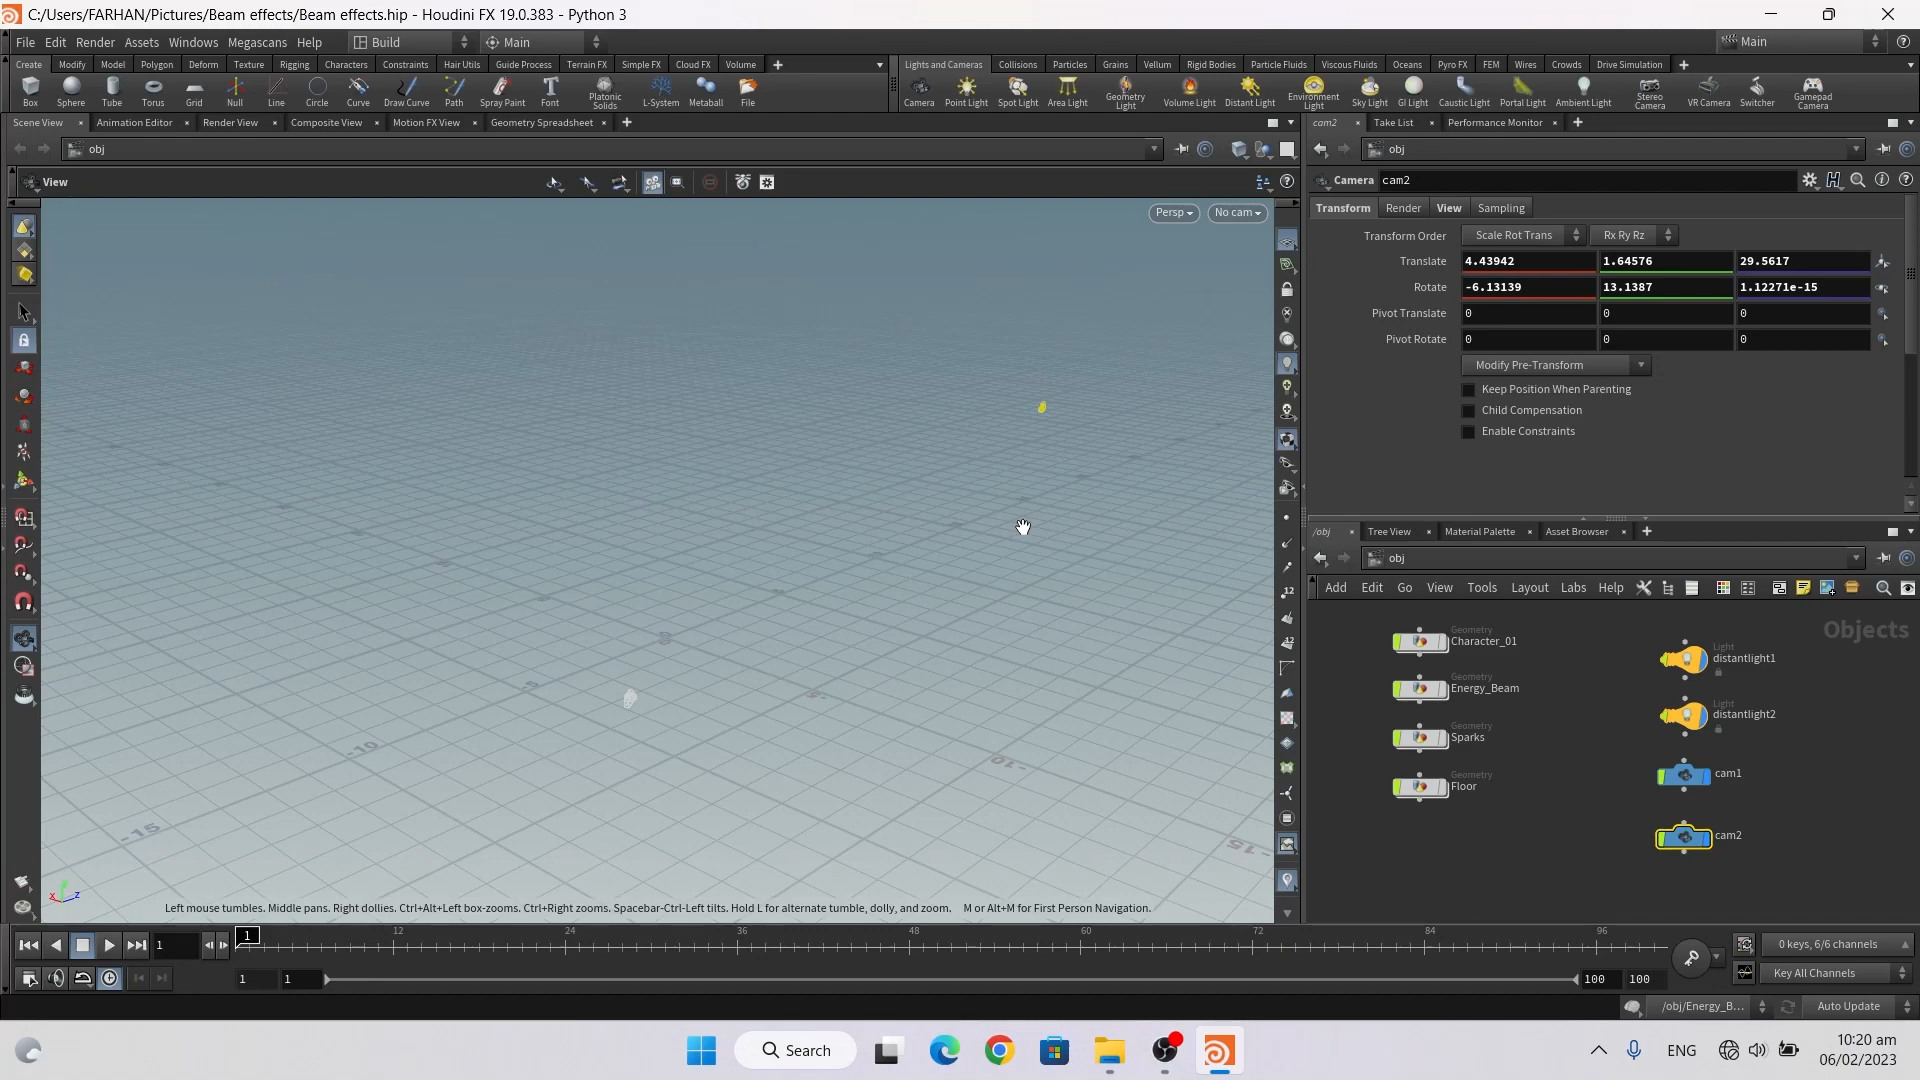 C:/Users/FARHAN/Pictures/Beam effects/Beam effects.hip - Houdini FX 19.0.383 - Python 3
File Edit Render Assets Windows Megascans Help Build Main Main
Create Modify Model Polygon Deform Texture Rigging Characters Constraints Hair Utils Guide Process Terrain FX Simple FX Cloud FX Volume
Lights and Cameras Collisions Particles Grains Vellum Rigid Bodies Particle Fluids Viscous Fluids Oceans Pyro FX FEM Wires Crowds Drive Simulation
Box Sphere Tube Torus Grid Null Line Circle Curve Draw Curve Path Spray Paint Font Platonic Solids L-System Metaball File
Camera Point Light Spot Light Area Light Geometry Light Volume Light Distant Light Environment Light Sky Light GI Light Caustic Light Portal Light Ambient Light Stereo Camera VR Camera Switcher Gamepad Camera
Scene View Animation Editor Render View Composite View Motion FX View Geometry Spreadsheet
cam2 Take List Performance Monitor
obj
obj
View
Camera cam2
Persp No cam
Transform Render View Sampling
Transform Order Scale Rot Trans Rx Ry Rz
Translate 4.43942 1.64576 29.5617
Rotate -6.13139 13.1387 1.12271e-15
Pivot Translate 0 0 0
Pivot Rotate 0 0 0
Modify Pre-Transform
Keep Position When Parenting
Child Compensation
Enable Constraints
/obj Tree View Material Palette Asset Browser
obj
Add Edit Go View Tools Layout Labs Help
Objects
Geometry
Character_01
Light
distantlight1
Geometry
Energy_Beam
Light
distantlight2
Geometry
Sparks
cam1
Geometry
Floor
cam2
-5
-5
-10
-10
-15
-15
Left mouse tumbles. Middle pans. Right dollies. Ctrl+Alt+Left box-zooms. Ctrl+Right zooms. Spacebar-Ctrl-Left tilts. Hold L for alternate tumble, dolly, and zoom. M or Alt+M for First Person Navigation.
x z
1 1 12 24 36 48 60 72 84 96
0 keys, 6/6 channels
1 1 100 100
Key All Channels
/obj/Energy_B... Auto Update
Search
ENG
10:20 am
06/02/2023